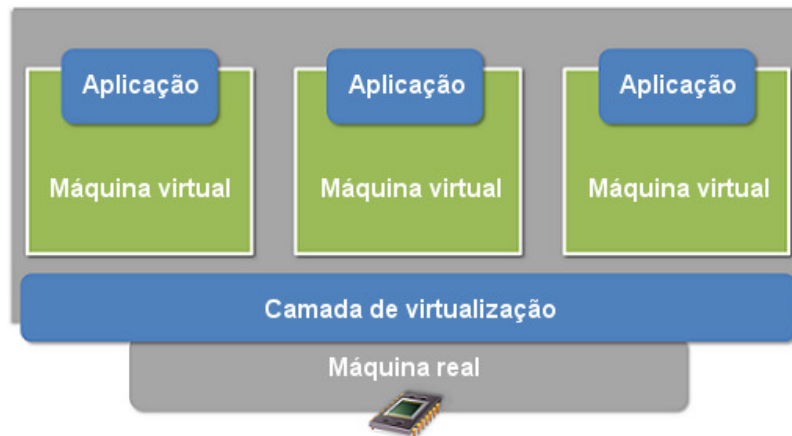 Aplicação
Aplicação
Aplicação
Máquina virtual
Máquina virtual
Máquina virtual
Camada de virtualização
Máquina real